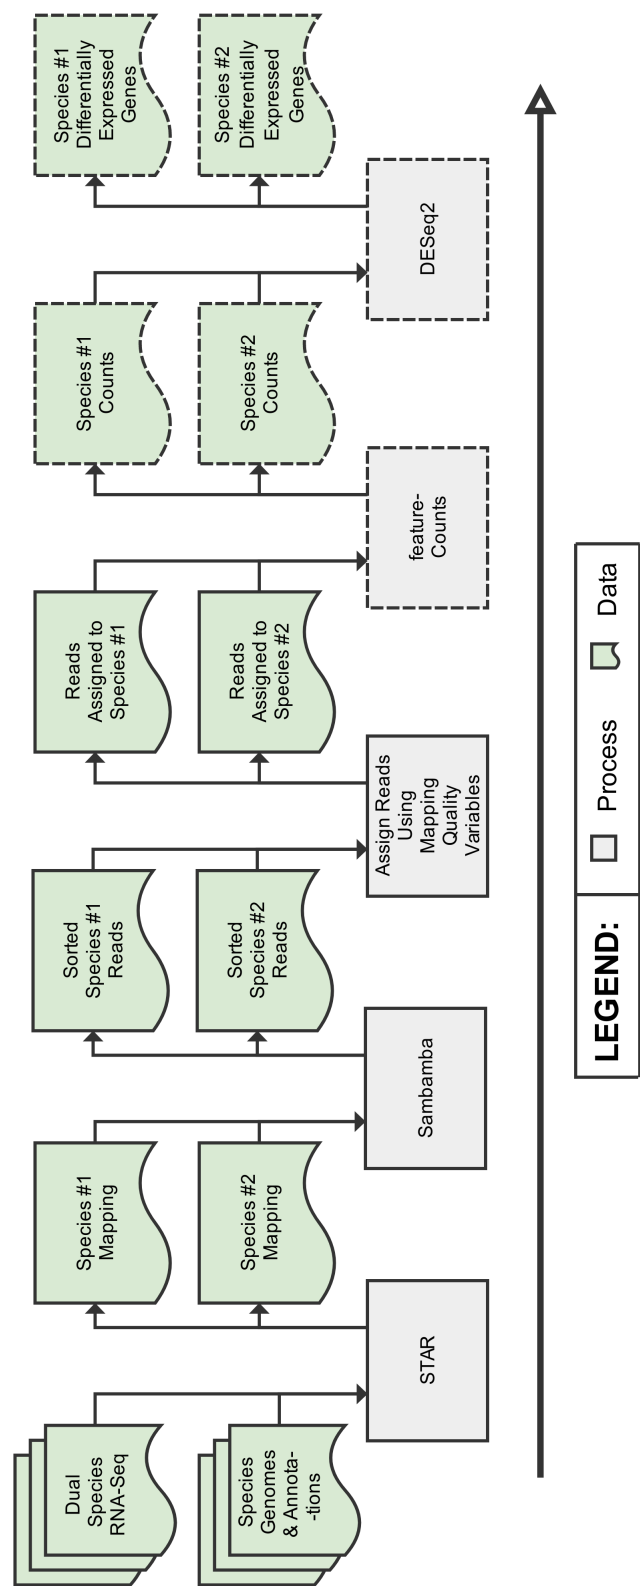 Dual
Species
RNA-Seq
Species
Genomes
& Annota-
-tions
STAR
Species #1
Mapping
Species #2
Mapping
Sambamba
Sorted
Species #1
Reads
Sorted
Species #2
Reads
Assign Reads
Using
Mapping
Quality
Variables
Reads
Assigned to
Species #1
Reads
Assigned to
Species #2
feature-
Counts
Species #1
Counts
Species #2
Counts
DESeq2
Species #1
Differentially
Expressed
Genes
Species #2
Differentially
Expressed
Genes
LEGEND:
Process
Data